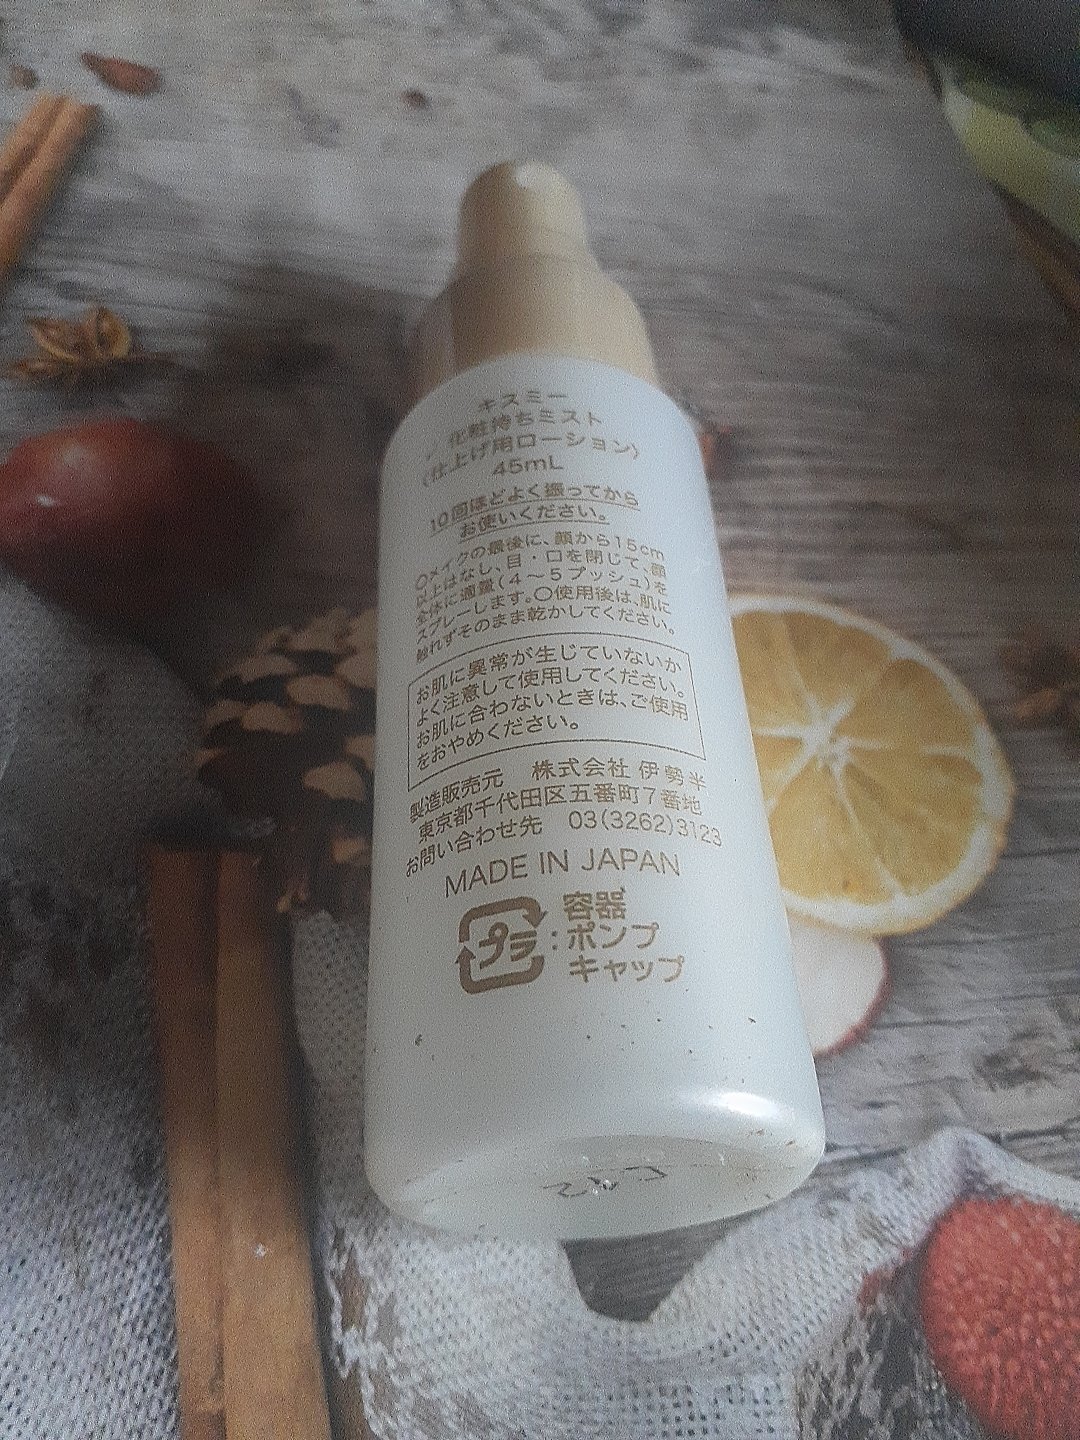 キスミー
化粧持ちミスト
〈仕上げ用ローション〉
45mL
10回ほどよく振ってから
お使いください。
〇メイクの最後に、顔から15cm
以上はなし、目・口を閉じて、顔
全体に適量(4～5プッシュ)を
スプレーします。〇使用後は、肌に
触れずそのまま乾かしてください。
お肌に異常が生じていないか
よく注意して使用してください。
お肌に合わないときは、ご使用
をおやめください。
製造販売元 株式会社 伊勢半
東京都千代田区五番町7番地
お問い合わせ先 03(3262)3123
MADE IN JAPAN
プラ : 容器
ポンプ
キャップ